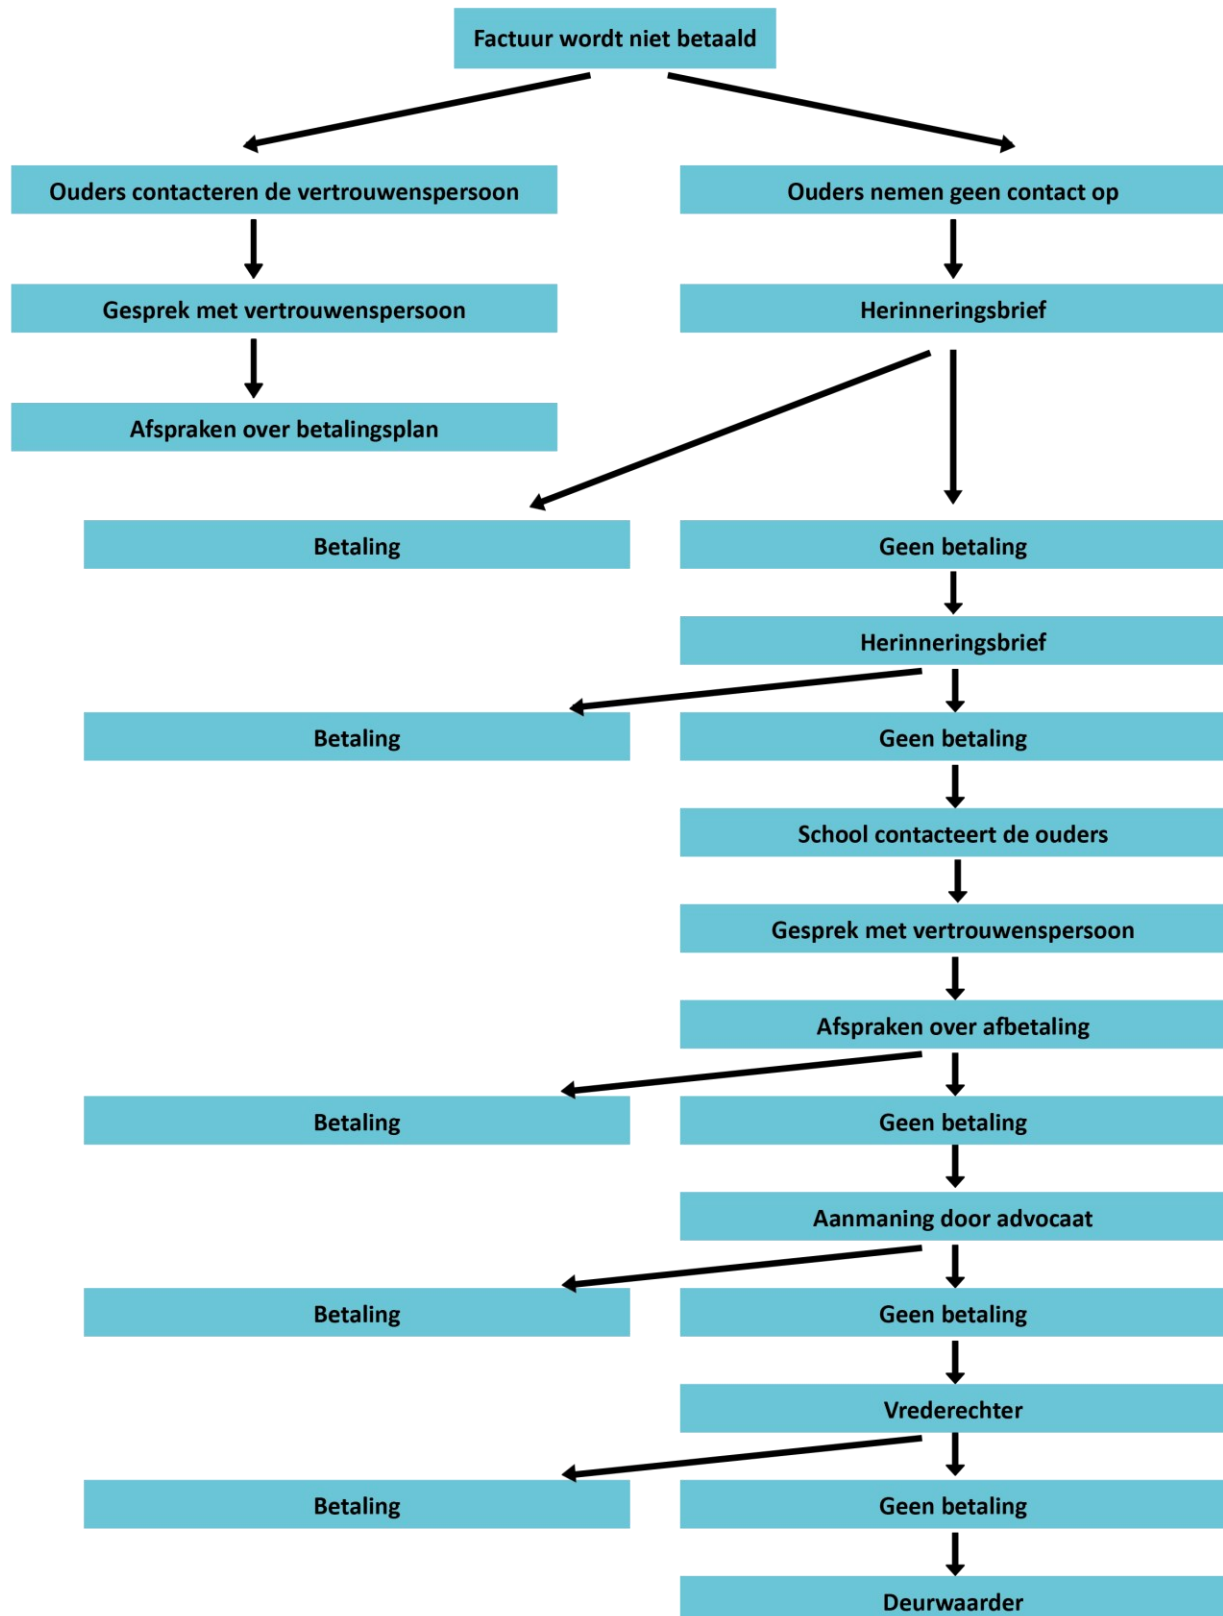 Factuur wordt niet betaald
Ouders contacteren de vertrouwenspersoon
Ouders nemen geen contact op
Gesprek met vertrouwenspersoon
Herinneringsbrief
Afspraken over betalingsplan
Betaling
Geen betaling
Herinneringsbrief
Betaling
Geen betaling
School contacteert de ouders
Gesprek met vertrouwenspersoon
Afspraken over afbetaling
Betaling
Geen betaling
Aanmaning door advocaat
Betaling
Geen betaling
Vrederechter
Betaling
Geen betaling
Deurwaarder